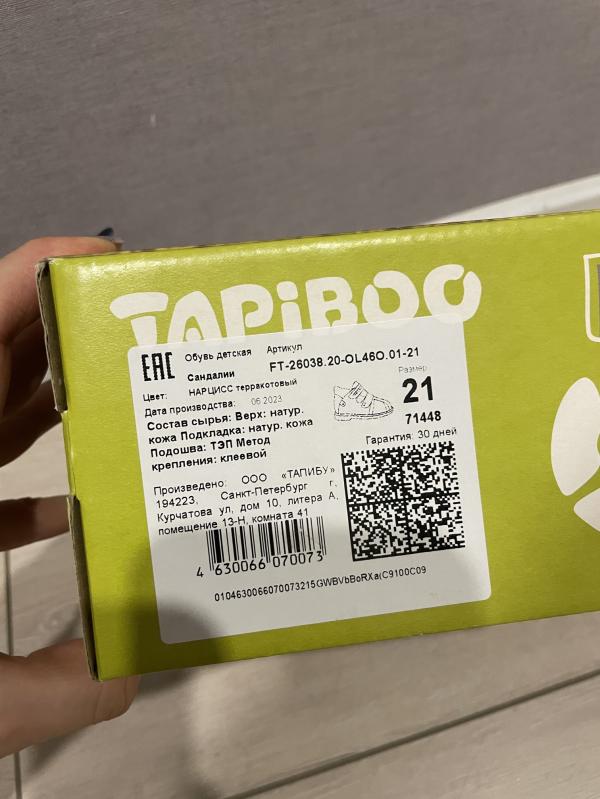 TAPiBOO
EAC
Обувь детская
Артикул
Сандалии
FT-26038.20-OL46O.01-21
Цвет: НАРЦИСС терракотовый
Дата производства: 06.2023
Размер
21
71448
Состав сырья: Верх: натур.
кожа Подкладка: натур. кожа
Подошва: ТЭП Метод
крепления: клеевой
Гарантия: 30 дней
Произведено: ООО «ТАПИБУ»
194223, Санкт-Петербург г,
Курчатова ул, дом 10, литера А,
помещение 13-Н, комната 41
4 630066 070073
0104630066070073215GWBVbBoRXa(C9100C09